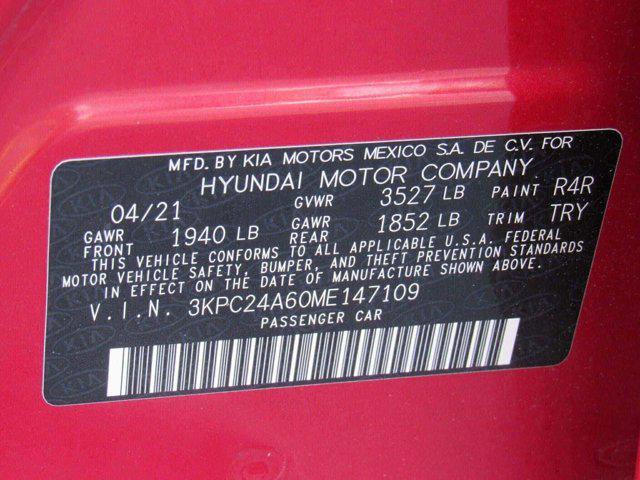 MFD. BY KIA MOTORS MEXICO S.A. DE C.V. FOR
HYUNDAI MOTOR COMPANY
04/21 GVWR 3527 LB PAINT R4R
GAWR FRONT 1940 LB GAWR REAR 1852 LB TRIM TRY
THIS VEHICLE CONFORMS TO ALL APPLICABLE U.S.A. FEDERAL
MOTOR VEHICLE SAFETY, BUMPER, AND THEFT PREVENTION STANDARDS
IN EFFECT ON THE DATE OF MANUFACTURE SHOWN ABOVE.
V.I.N. 3KPC24A60ME147109
PASSENGER CAR